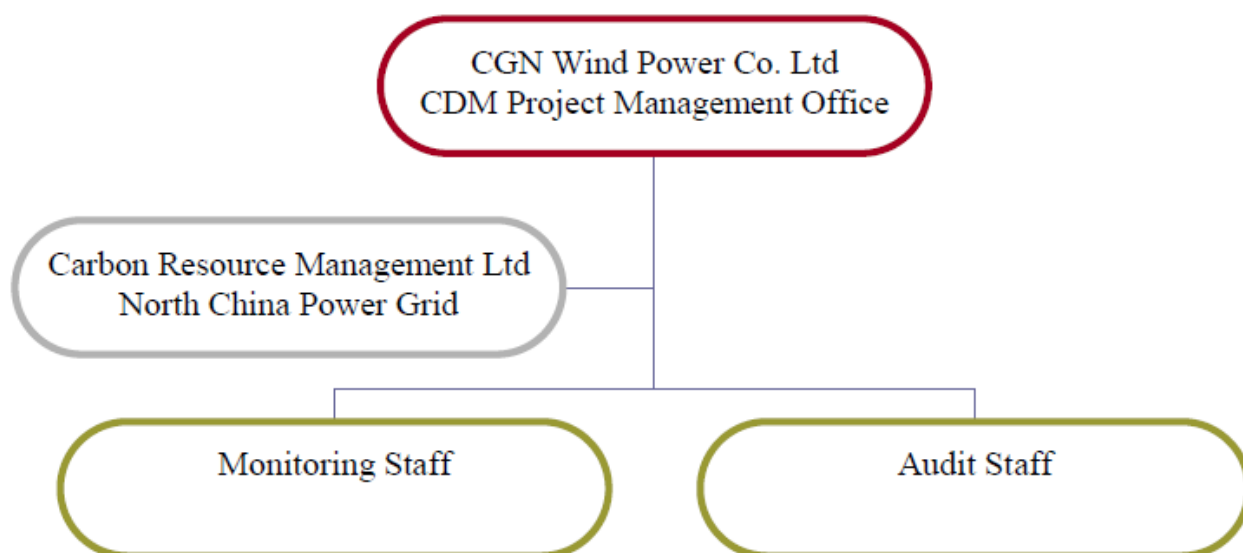 CGN Wind Power Co. Ltd
CDM Project Management Office
Carbon Resource Management Ltd
North China Power Grid
Monitoring Staff
Audit Staff